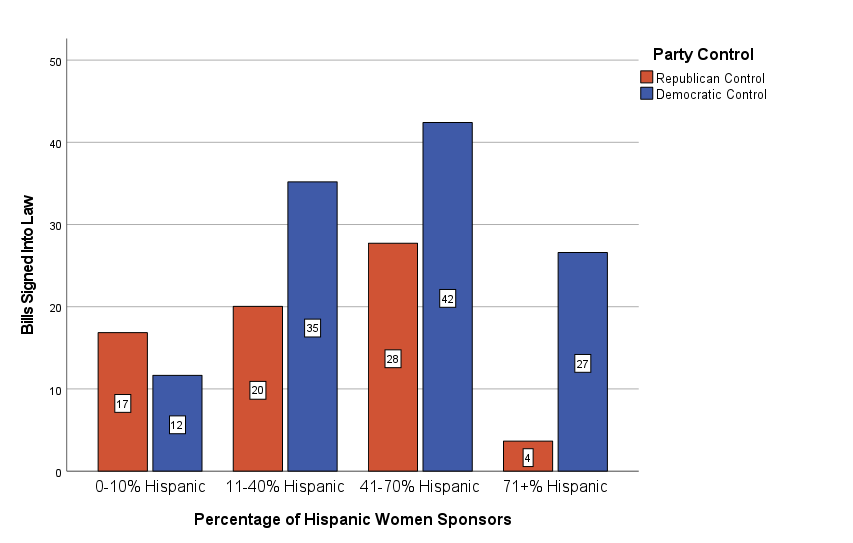 Party Control
Republican Control
Democratic Control
Bills Signed Into Law
50
40
30
20
10
0
17
12
20
35
28
42
4
27
0-10% Hispanic
11-40% Hispanic
41-70% Hispanic
71+% Hispanic
Percentage of Hispanic Women Sponsors